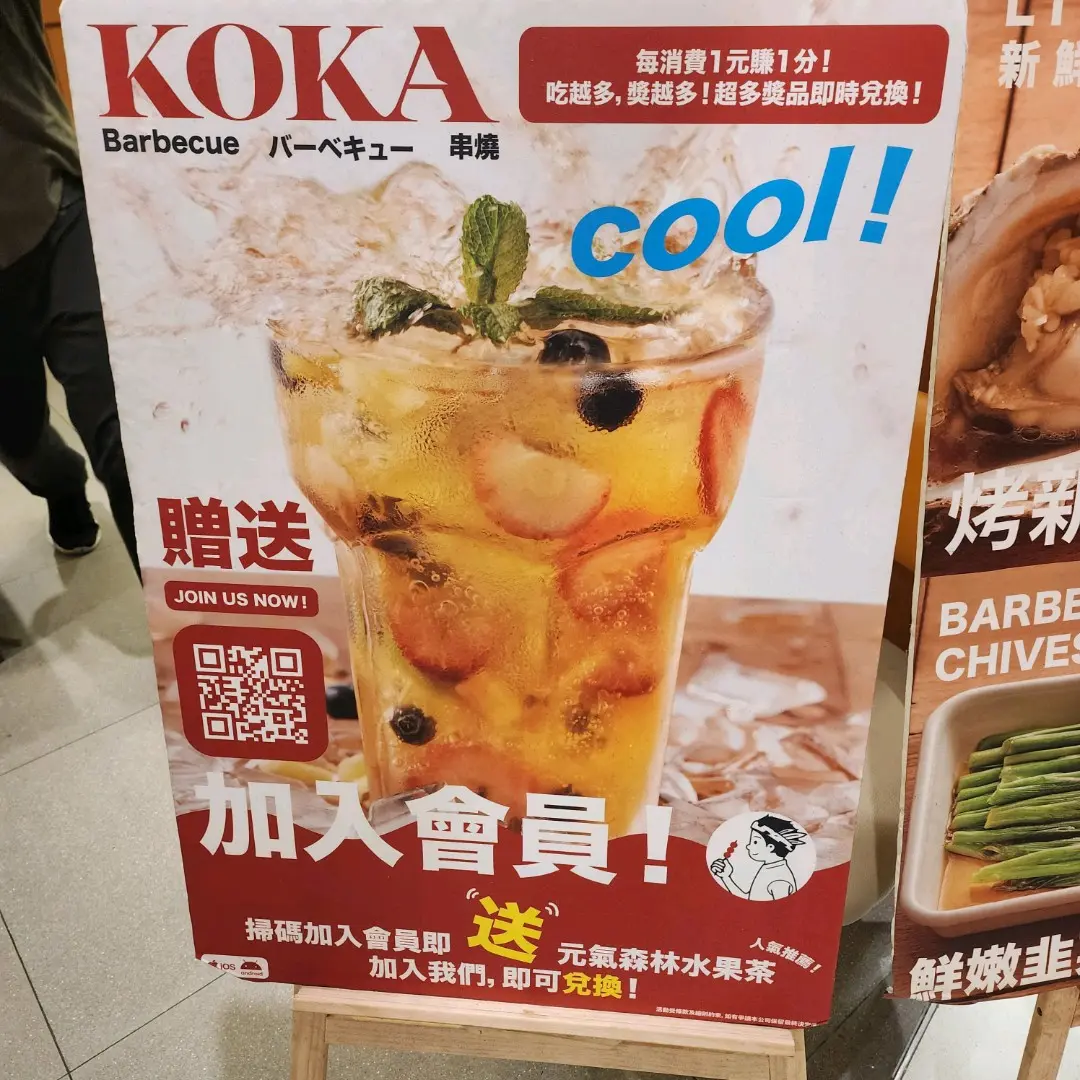 KOKA
Barbecue バーベキュー 串燒
每消費1元賺1分!
吃越多,獎越多!超多獎品即時兌換!
cool!
贈送
JOIN US NOW!
加入會員!
掃碼加入會員即 送 元氣森林水果茶
人氣推薦!
加入我們,即可兌換!
iOS
android
新鮮
烤新
BARBE
CHIVES
鮮嫩韭